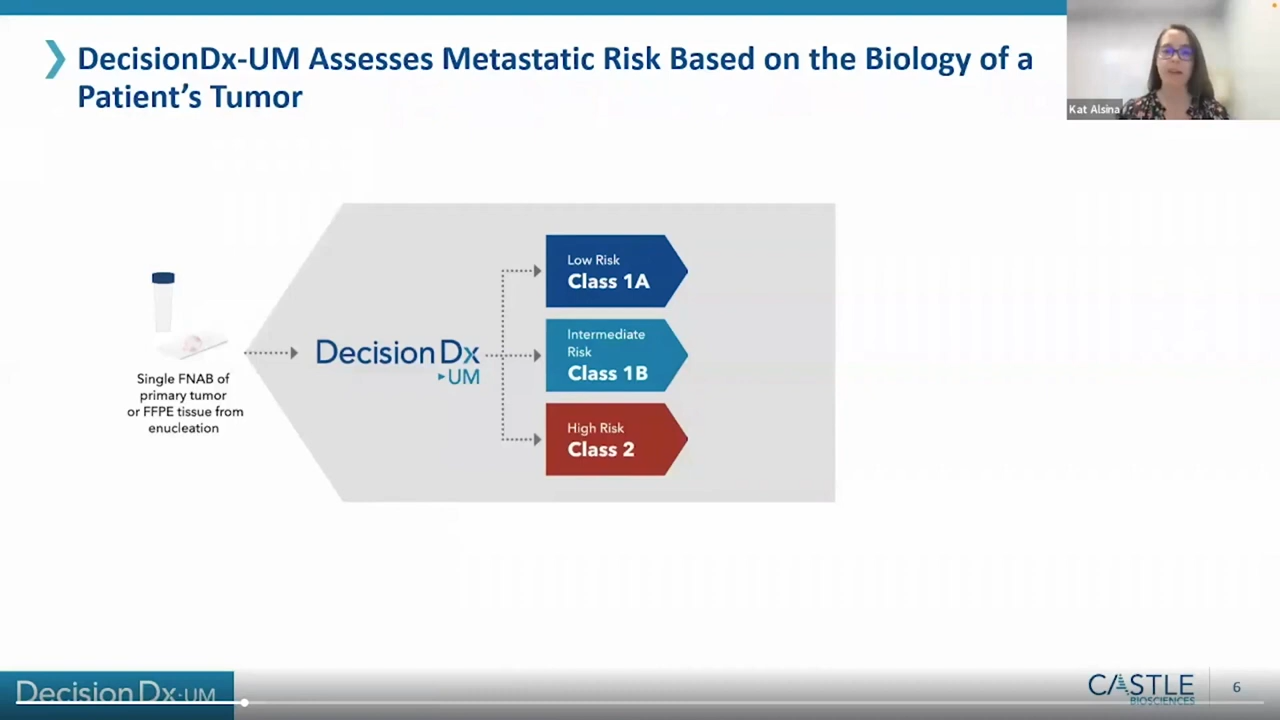 DecisionDx-UM Assesses Metastatic Risk Based on the Biology of a
Patient's Tumor
Kat Alsina
Single FNAB of
primary tumor
or FFPE tissue from
enucleation
DecisionDx
UM
Low Risk
Class 1A
Intermediate
Risk
Class 1B
High Risk
Class 2
DecisionDx-UM
CASTLE
BIOSCIENCES
6